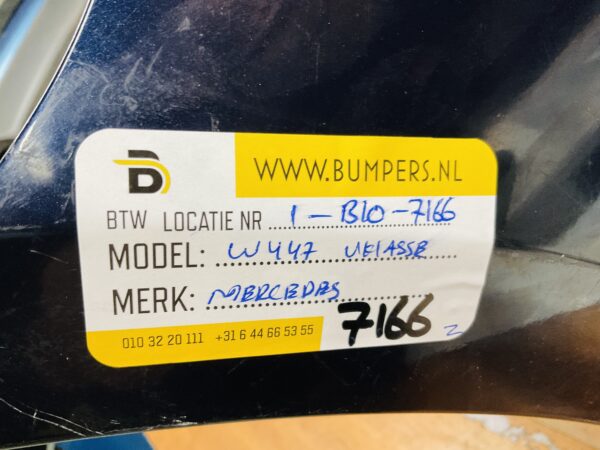 B
WWW.BUMPERS.NL
BTW LOCATIE NR 1-B10-7166
MODEL: W447 VKLASSE
MERK: MERCEDES
010 32 20 111 +31 6 44 66 53 55
7166 z